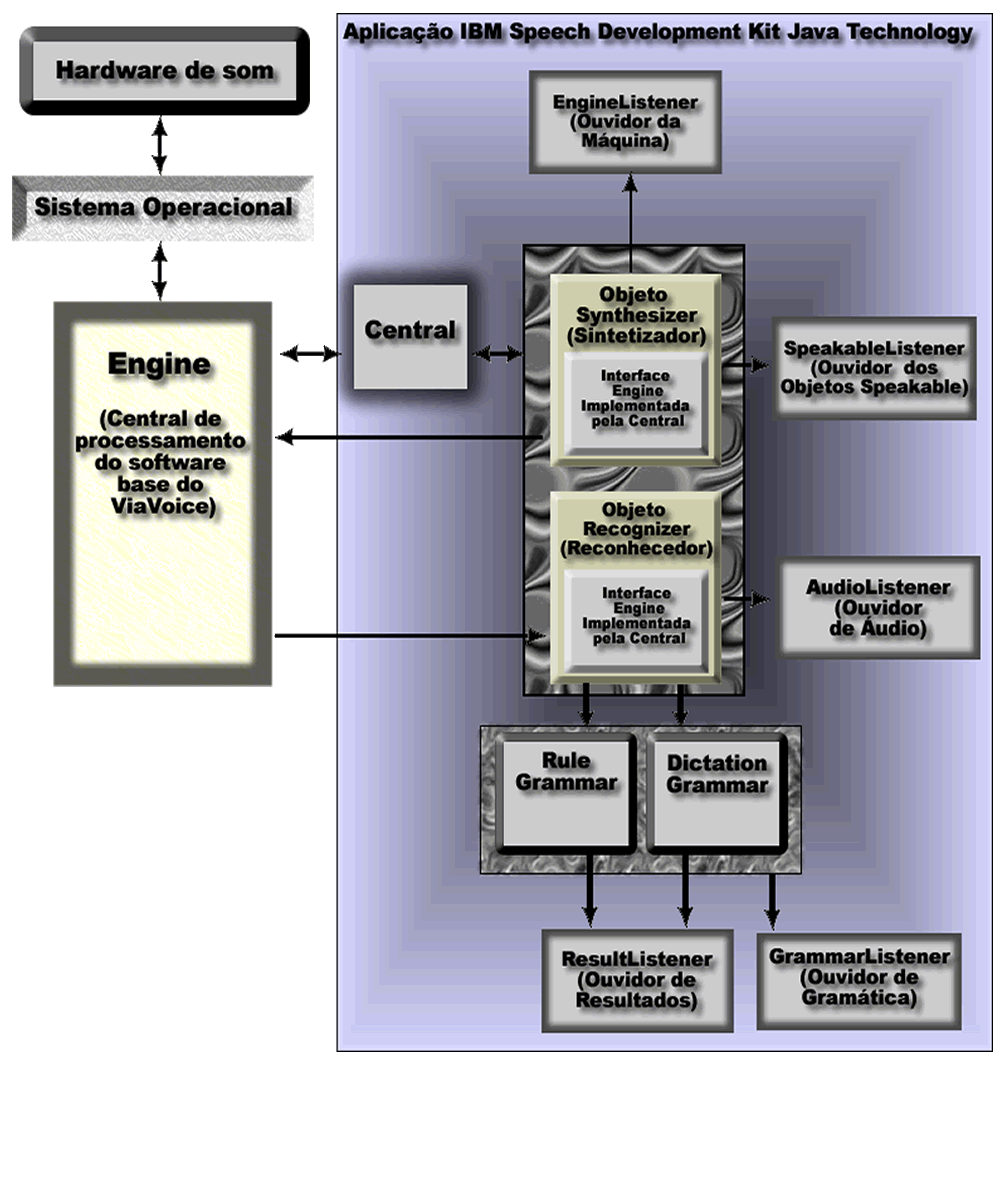 Aplicação IBM Speech Development Kit Java Technology
Hardware de som
Sistema Operacional
Engine
(Central de
processamento
do software
base do
ViaVoice)
Central
EngineListener
(Ouvidor da
Máquina)
Objeto
Synthesizer
(Sintetizador)
Interface
Engine
Implementada
pela Central
SpeakableListener
(Ouvidor dos
Objetos Speakable)
Objeto
Recognizer
(Reconhecedor)
Interface
Engine
Implementada
pela Central
AudioListener
(Ouvidor
de Áudio)
Rule
Grammar
Dictation
Grammar
ResultListener
(Ouvidor de
Resultados)
GrammarListener
(Ouvidor de
Gramática)